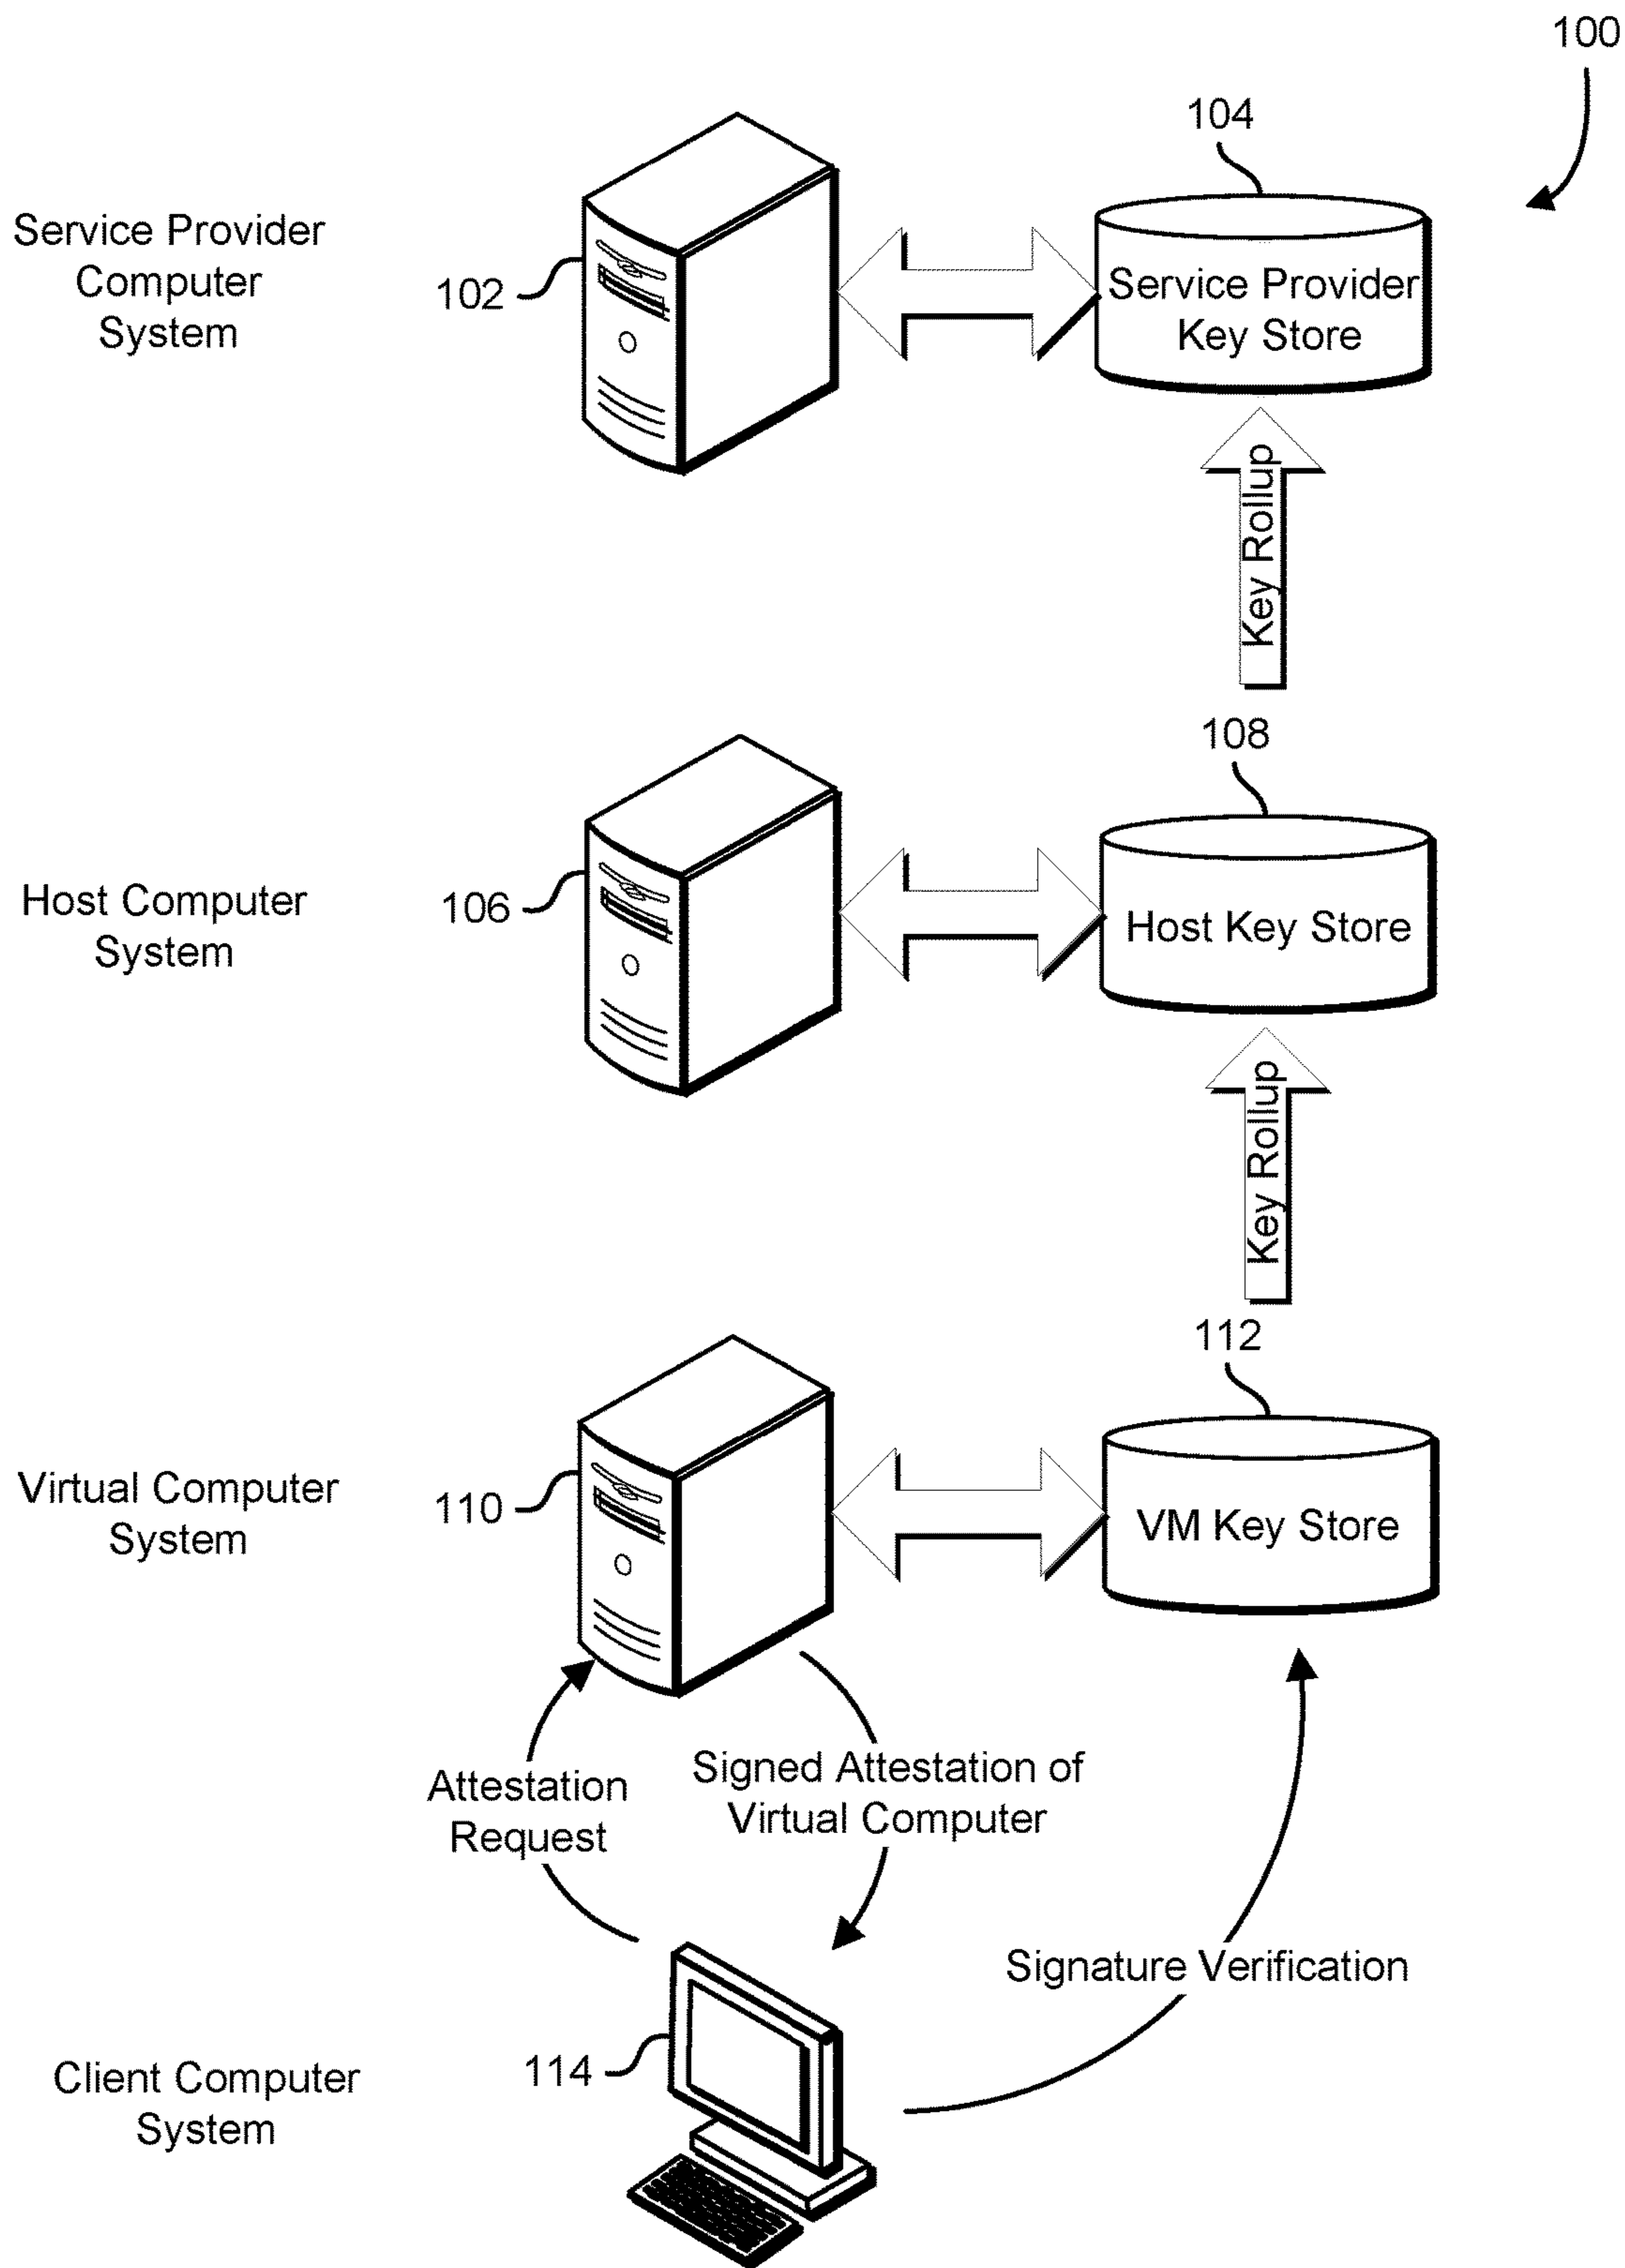 100
104
Service Provider
Computer
System
102
Service Provider
Key Store
Key Rollup
108
Host Computer
System
106
Host Key Store
Key Rollup
112
Virtual Computer
System
110
VM Key Store
Attestation
Request
Signed Attestation of
Virtual Computer
Signature Verification
114
Client Computer
System